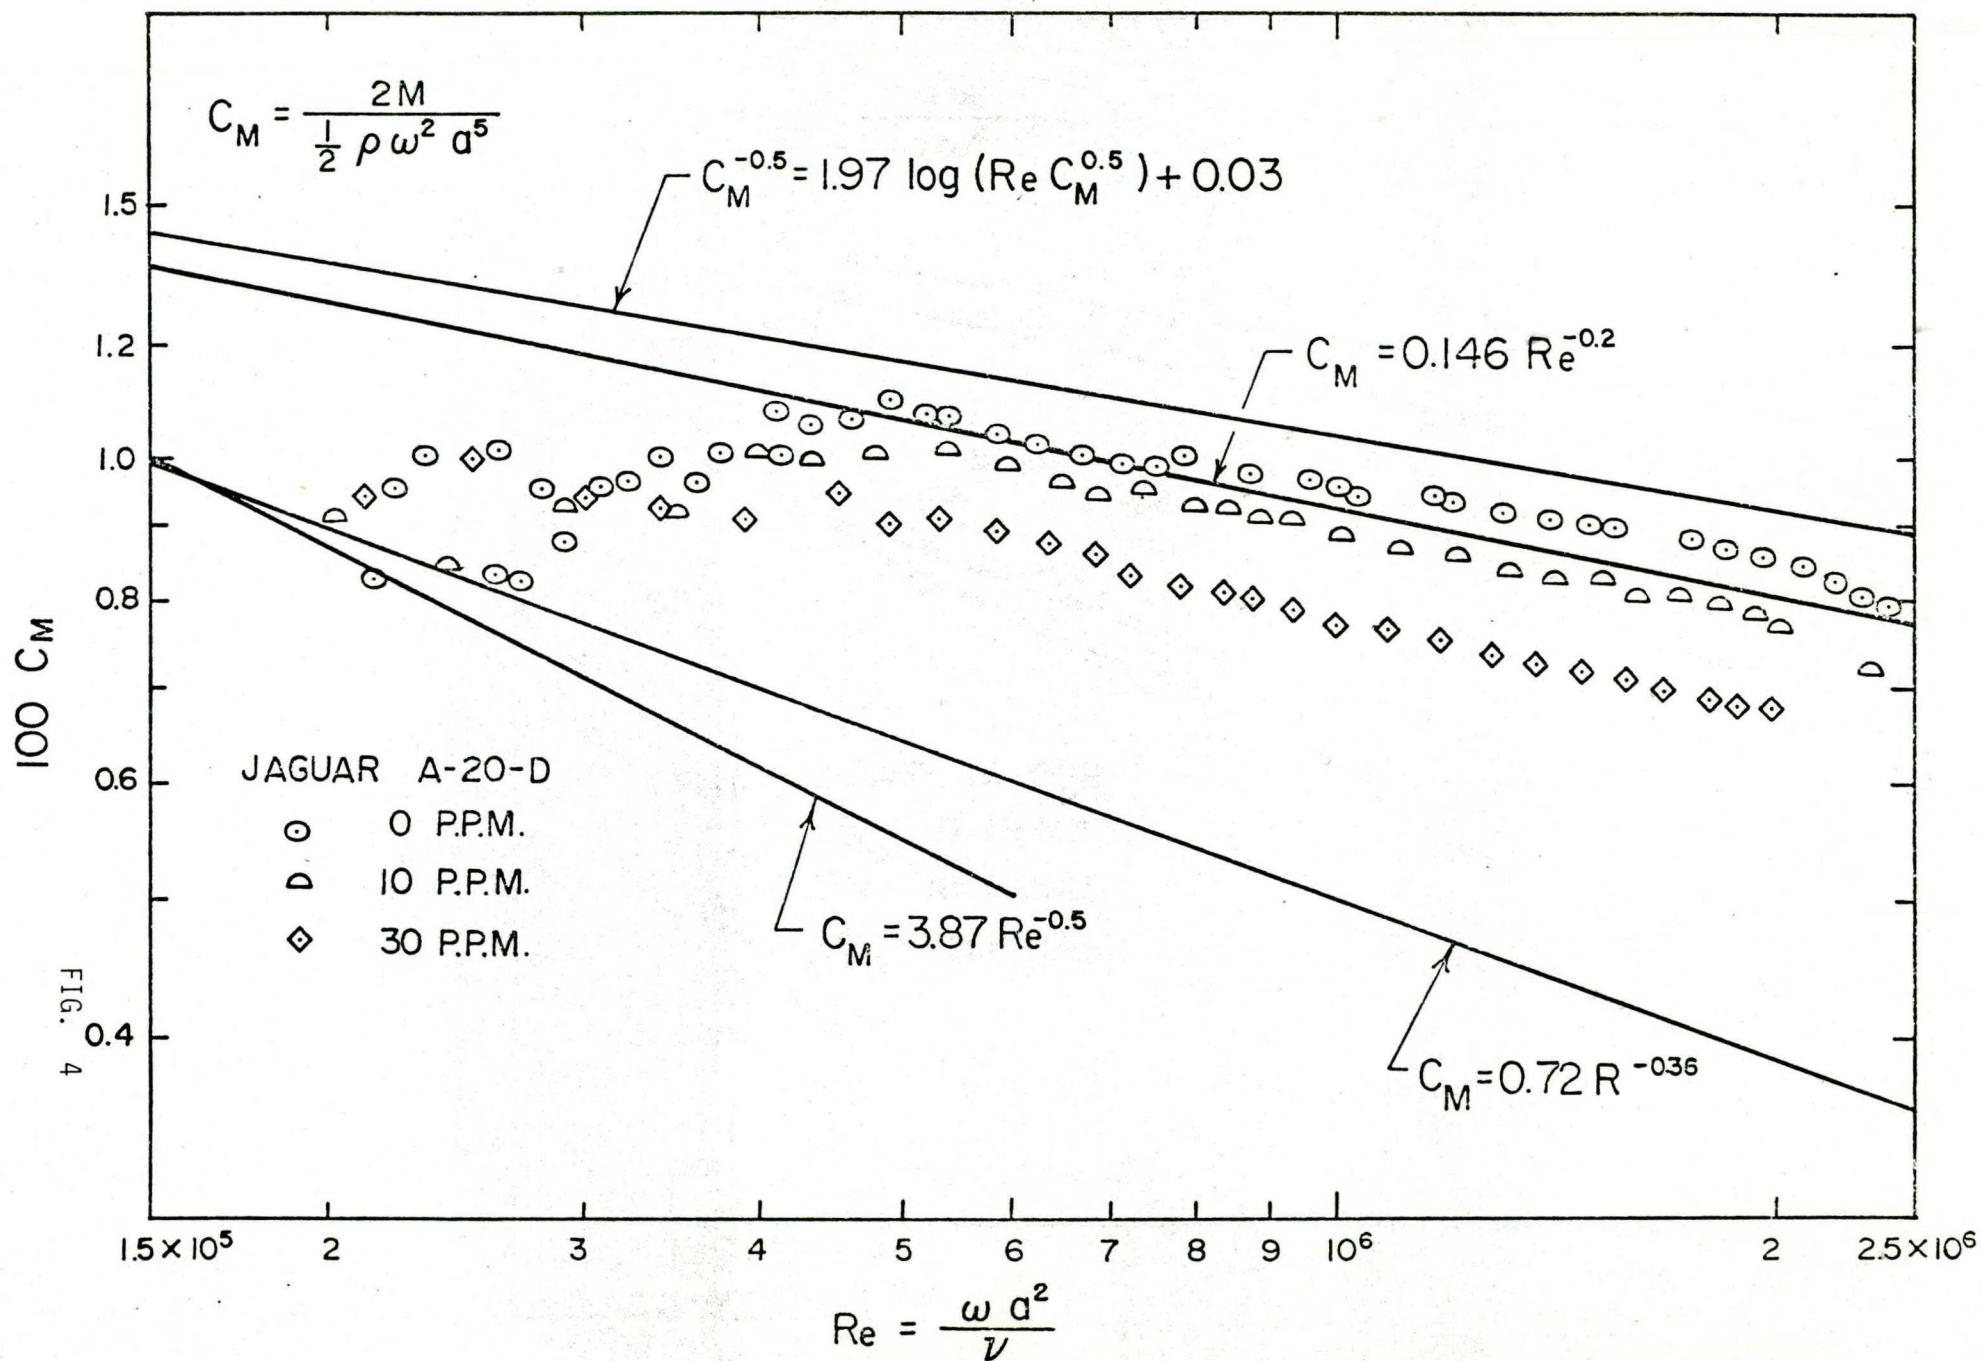 C_M = 2M / (1/2 ρ ω² a⁵)
C_M^-0.5 = 1.97 log (Re C_M^0.5) + 0.03
C_M = 0.146 Re^-0.2
1.5
1.2
1.0
0.8
0.6
0.4
100 C_M
JAGUAR A-20-D
0 P.P.M.
10 P.P.M.
30 P.P.M.
C_M = 3.87 Re^-0.5
C_M = 0.72 R^-0.36
FIG. 4
1.5×10⁵ 2 3 4 5 6 7 8 9 10⁶ 2 2.5×10⁶
Re = ω a² / ν